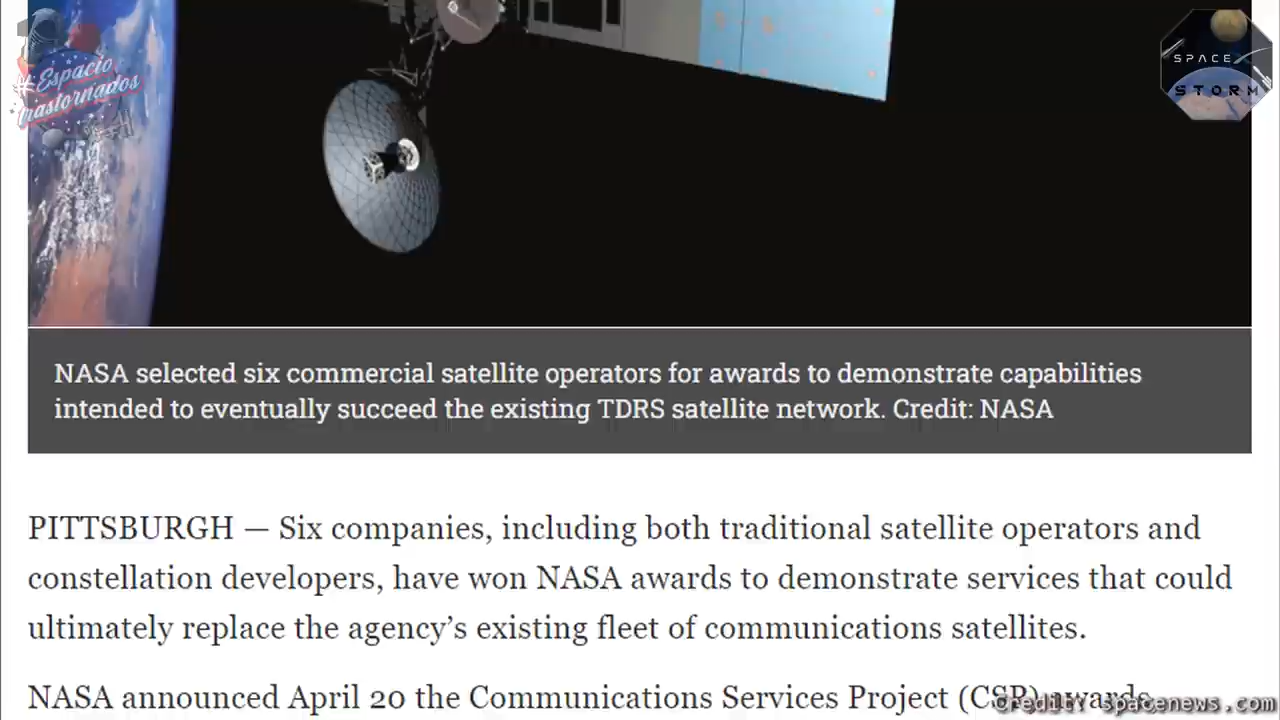 #Espacio
trastornados
SPACE X
STORM
NASA selected six commercial satellite operators for awards to demonstrate capabilities
intended to eventually succeed the existing TDRS satellite network. Credit: NASA
PITTSBURGH — Six companies, including both traditional satellite operators and
constellation developers, have won NASA awards to demonstrate services that could
ultimately replace the agency’s existing fleet of communications satellites.
NASA announced April 20 the Communications Services Project (CSP) awards
Credit: spacenews.com